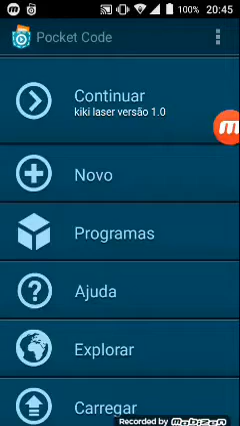 100% 20:45
Pocket Code
Continuar
kiki laser versão 1.0
Novo
Programas
Ajuda
Explorar
Carregar
Recorded by Mobizen